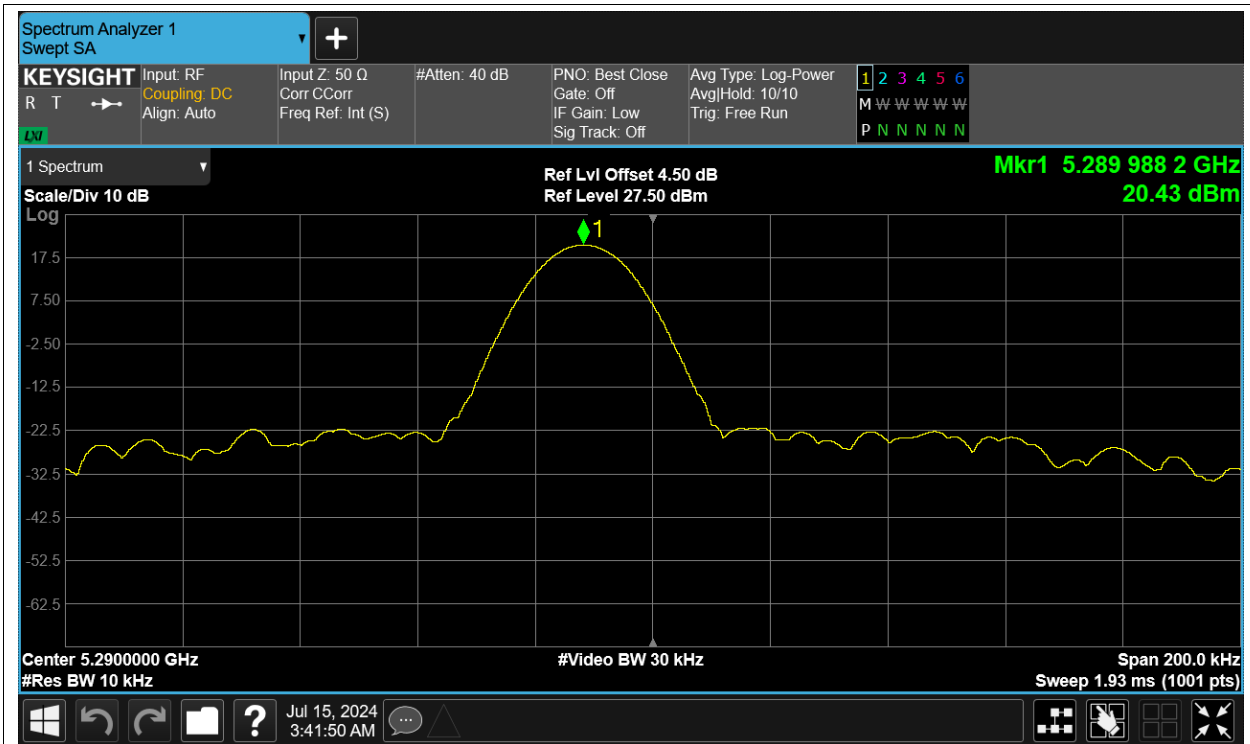 Spectrum Analyzer 1
Swept SA
KEYSIGHT
R T
LXI
Input: RF
Coupling: DC
Align: Auto
Input Z: 50 Ω
Corr CCorr
Freq Ref: Int (S)
#Atten: 40 dB
PNO: Best Close
Gate: Off
IF Gain: Low
Sig Track: Off
Avg Type: Log-Power
Avg|Hold: 10/10
Trig: Free Run
1 2 3 4 5 6
M W W W W W
P N N N N N
1 Spectrum
Scale/Div 10 dB
Ref Lvl Offset 4.50 dB
Ref Level 27.50 dBm
Mkr1 5.289 988 2 GHz
20.43 dBm
Log
1
17.5
7.50
-2.50
-12.5
-22.5
-32.5
-42.5
-52.5
-62.5
Center 5.2900000 GHz
#Res BW 10 kHz
#Video BW 30 kHz
Span 200.0 kHz
Sweep 1.93 ms (1001 pts)
?
Jul 15, 2024
3:41:50 AM